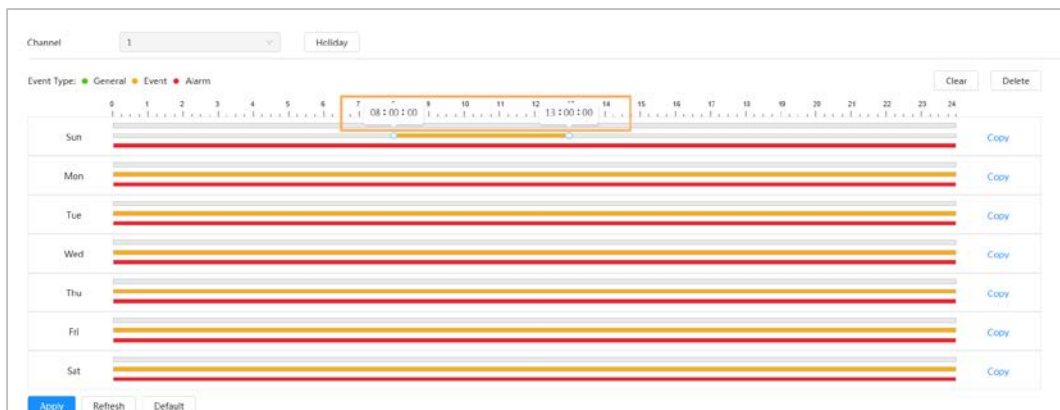 Channel 1 Holiday
Event Type: General Event Alarm Clear Delete
0 1 2 3 4 5 6 7 9 10 11 12 14 15 16 17 18 19 20 21 22 23 24
08:00:00 13:00:00
Sun Copy
Mon Copy
Tue Copy
Wed Copy
Thu Copy
Fri Copy
Sat Copy
Apply Refresh Default